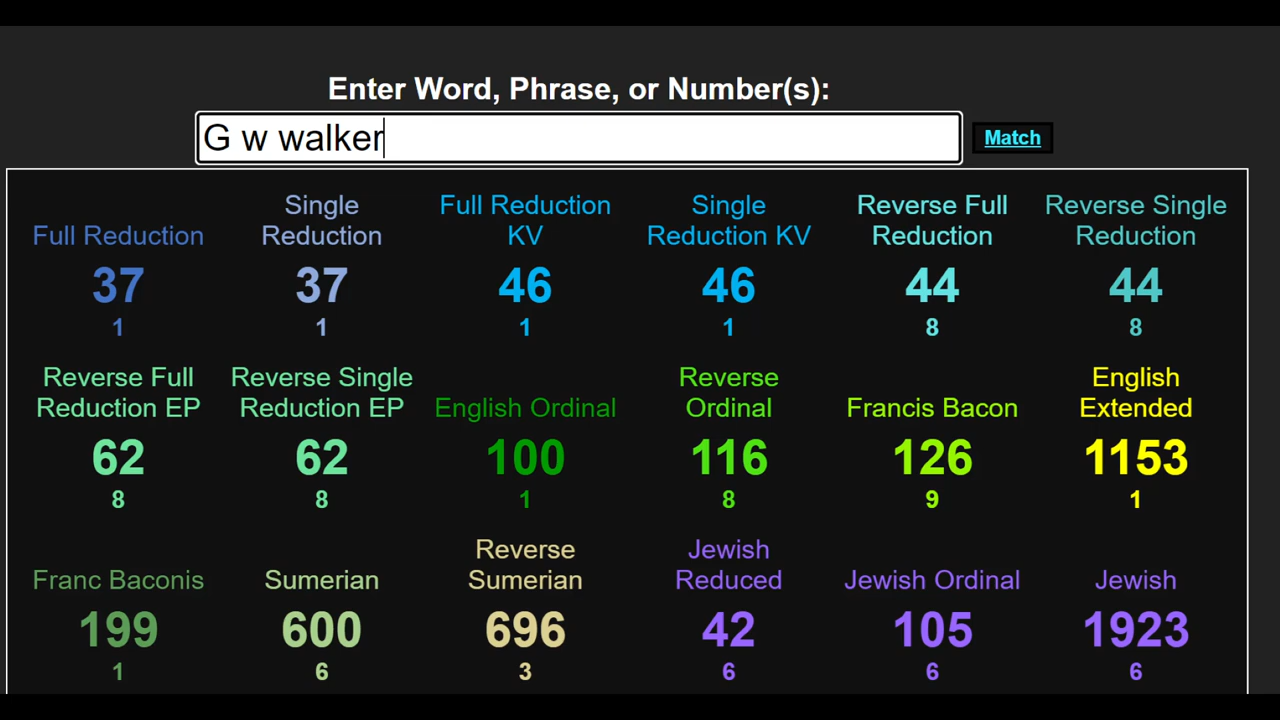 Enter Word, Phrase, or Number(s):
G w walker
Match
Full Reduction
Single
Reduction
Full Reduction
KV
Single
Reduction KV
Reverse Full
Reduction
Reverse Single
Reduction
37
37
46
46
44
44
1
1
1
1
8
8
Reverse Full
Reduction EP
Reverse Single
Reduction EP
English Ordinal
Reverse
Ordinal
Francis Bacon
English
Extended
62
62
100
116
126
1153
8
8
1
8
9
1
Franc Baconis
Sumerian
Reverse
Sumerian
Jewish
Reduced
Jewish Ordinal
Jewish
199
600
696
42
105
1923
1
6
3
6
6
6